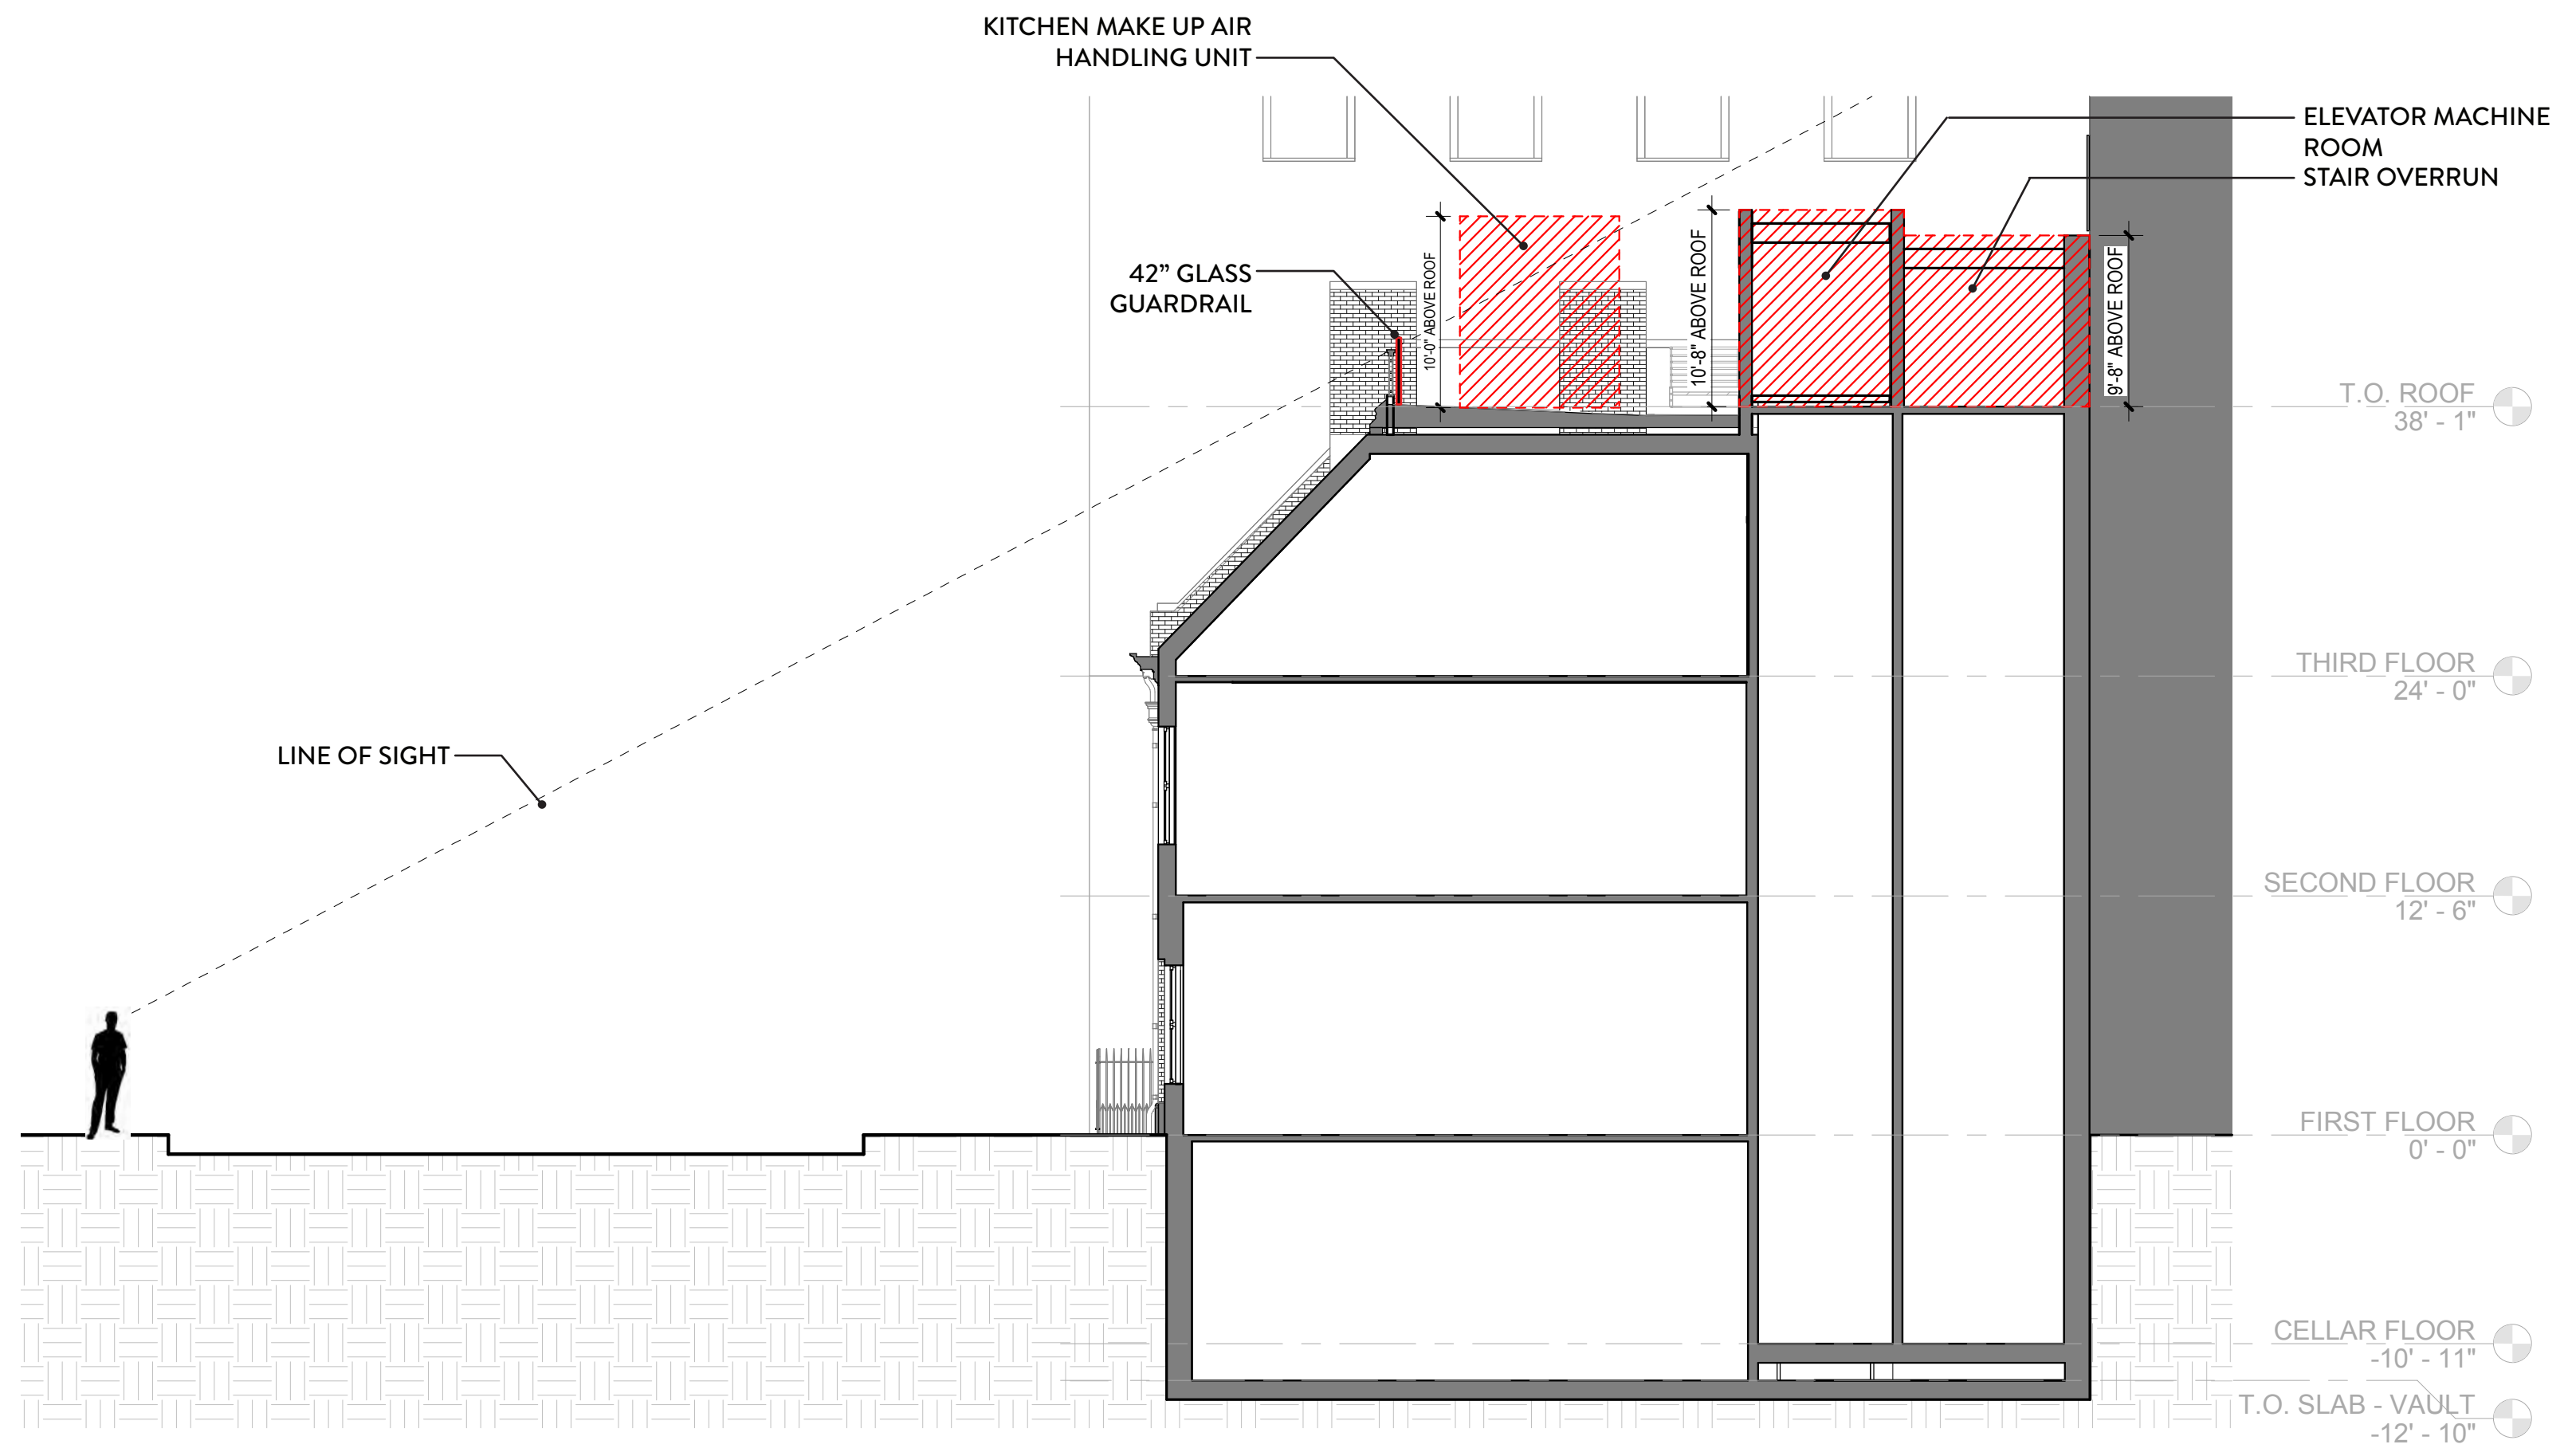 KITCHEN MAKE UP AIR
HANDLING UNIT
ELEVATOR MACHINE
ROOM
STAIR OVERRUN
42” GLASS
GUARDRAIL
10'-0" ABOVE ROOF
10'-8" ABOVE ROOF
9'-8" ABOVE ROOF
T.O. ROOF
38' - 1"
THIRD FLOOR
24' - 0"
LINE OF SIGHT
SECOND FLOOR
12' - 6"
FIRST FLOOR
0' - 0"
CELLAR FLOOR
-10' - 11"
T.O. SLAB - VAULT
-12' - 10"